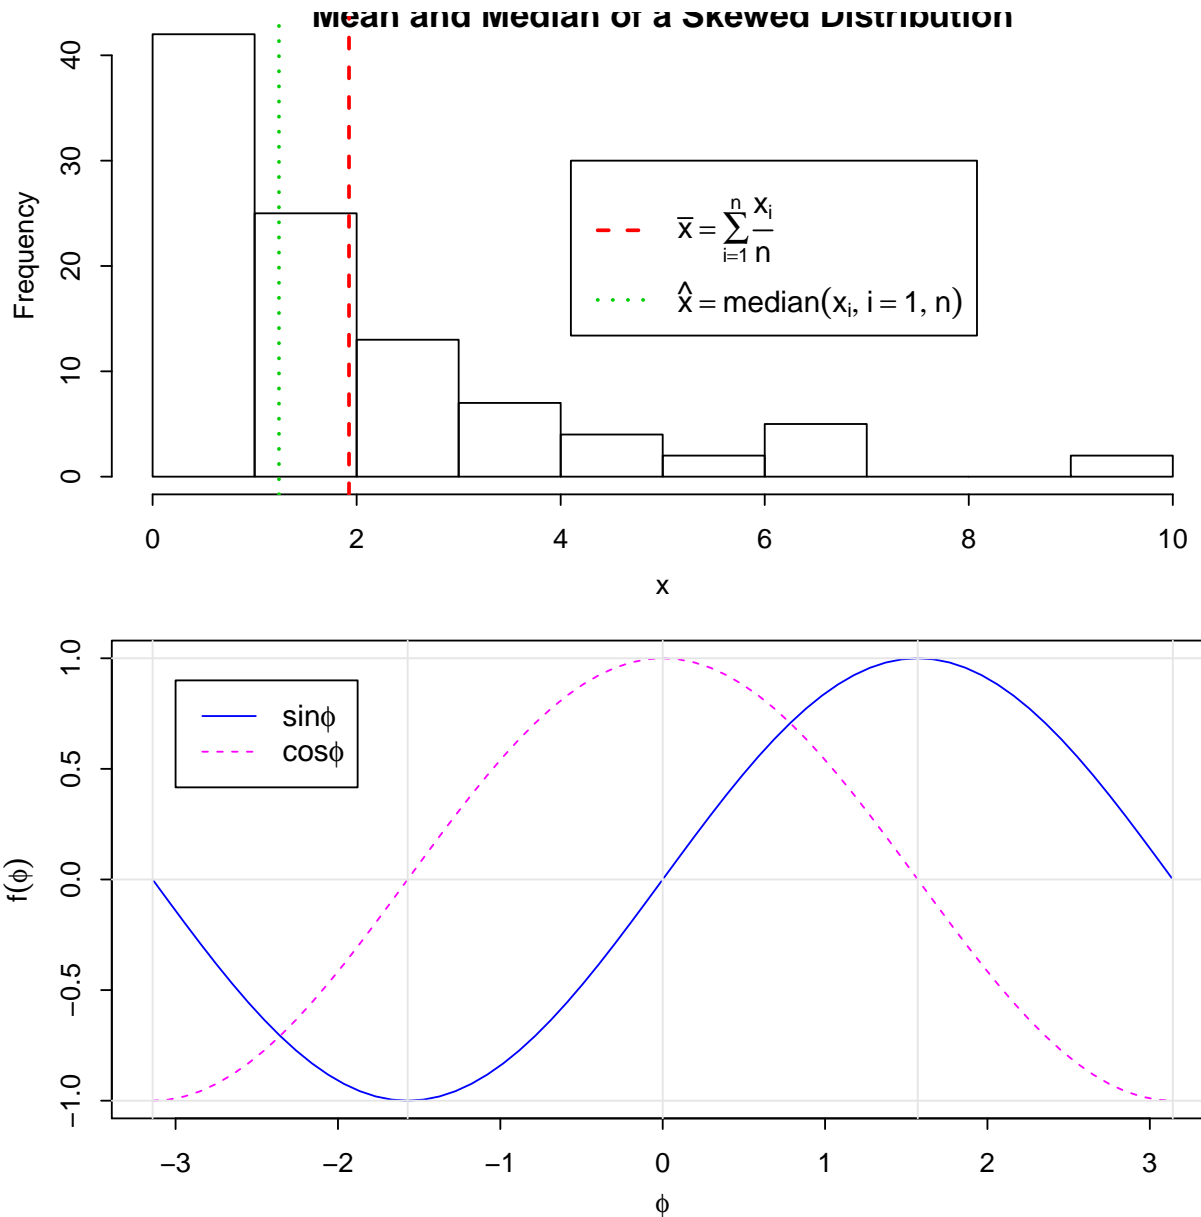 Mean and Median of a Skewed Distribution
Frequency
40
30
20
10
0
x̅ = ∑ i=1 n xᵢ/n
x̂ = median(xᵢ, i = 1, n)
0 2 4 6 8 10
x
f(ϕ)
1.0
0.5
0.0
−0.5
−1.0
sinϕ
cosϕ
−3 −2 −1 0 1 2 3
ϕ